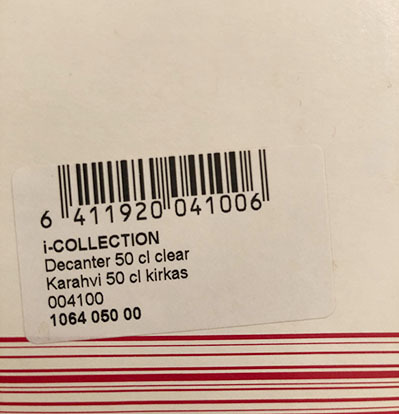 6 411920 041006
i-COLLECTION
Decanter 50 cl clear
Karahvi 50 cl kirkas
004100
1064 050 00